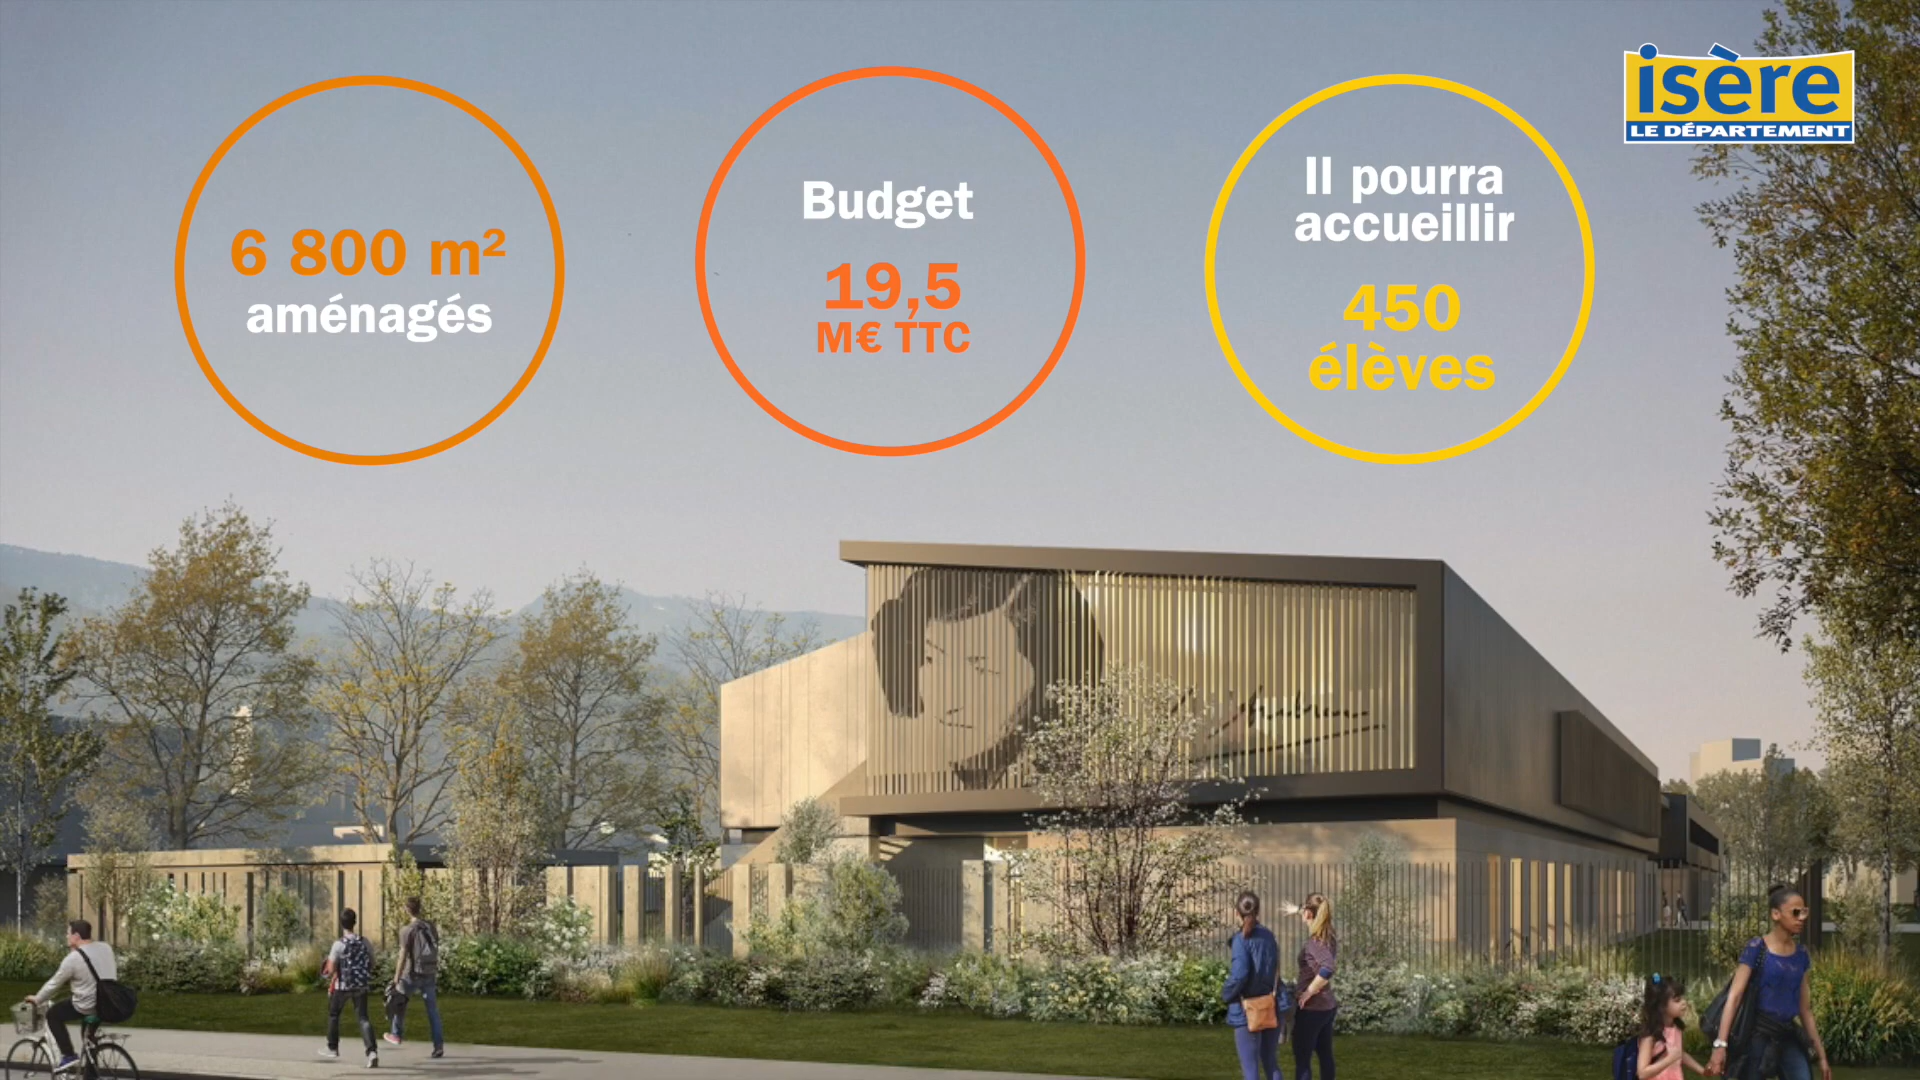 6 800 m²
aménagés
Budget
19,5
M€ TTC
Il pourra
accueillir
450
élèves
isère
LE DÉPARTEMENT